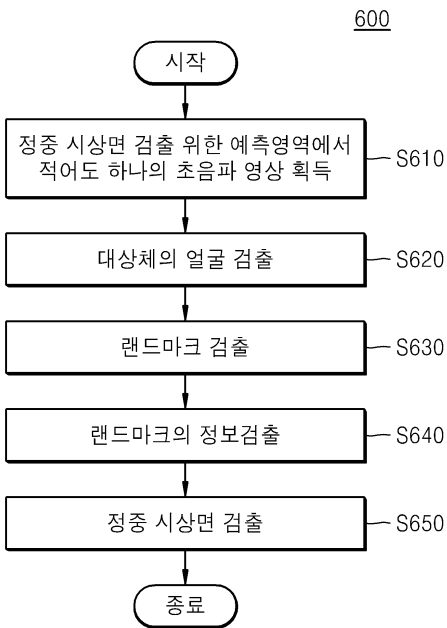 600
시작
정중 시상면 검출 위한 예측영역에서
적어도 하나의 초음파 영상 획득
S610
대상체의 얼굴 검출
S620
랜드마크 검출
S630
랜드마크의 정보검출
S640
정중 시상면 검출
S650
종료